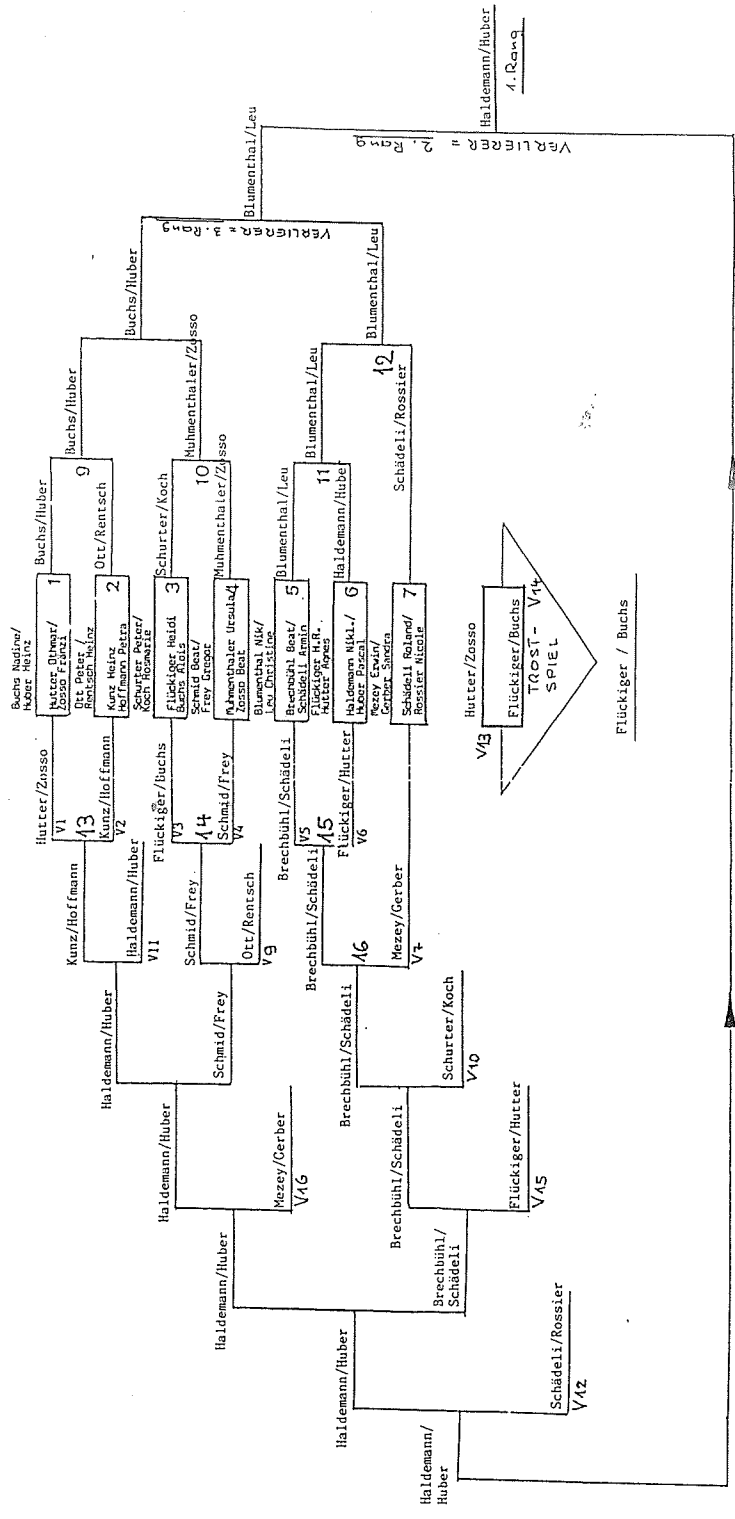 Haldemann/Huber
1. Rang
VERLIERER = 2. Rang
Blumenthal/Leu
VERLIERER = 3. Rang
Buchs/Huber
Blumenthal/Leu
Buchs/Huber
Muhmenthaler/Zosso
Blumenthal/Leu
12
Schädeli/Rossier
Buchs/Huber
9
Ott/Rentsch
Schurter/Koch
10
Muhmenthaler/Zosso
Blumenthal/Leu
11
Haldemann/Huber
Buchs Nadine/
Huber Heinz
Hutter Othmar/
Zosso Franzi
1
Ott Peter/
Rentsch Heinz
Kunz Heinz
Hoffmann Petra
2
Schurter Peter/
Koch Rosmarie
Flückiger Heidi
Buchs Alois
3
Schmid Beat/
Frey Gregor
Muhmenthaler Ursula
Zosso Beat
4
Blumenthal Nik/
Leu Christine
Brechbühl Beat/
Schädeli Armin
5
Flückiger H.R.
Hutter Agnes
Haldemann Nikl./
Huber Pascal
6
Mezey Erwin/
Gerber Sandra
Schädeli Roland/
Rossier Nicole
7
Hutter/Zosso
V1
13
Kunz/Hoffmann
V2
Flückiger/Buchs
V3
14
Schmid/Frey
V4
Brechbühl/Schädeli
V5
15
Flückiger/Hutter
V6
Hutter/Zosso
V13
Flückiger/Buchs
V14
TROST-
SPIEL
Flückiger / Buchs
Kunz/Hoffmann
Haldemann/Huber
V11
Schmid/Frey
Ott/Rentsch
V9
Brechbühl/Schädeli
16
Mezey/Gerber
V7
Haldemann/Huber
Schmid/Frey
Brechbühl/Schädeli
Schurter/Koch
V10
Haldemann/Huber
Mezey/Gerber
V16
Brechbühl/Schädeli
Flückiger/Hutter
V15
Haldemann/Huber
Brechbühl/
Schädeli
Haldemann/Huber
Schädeli/Rossier
V12
Haldemann/
Huber